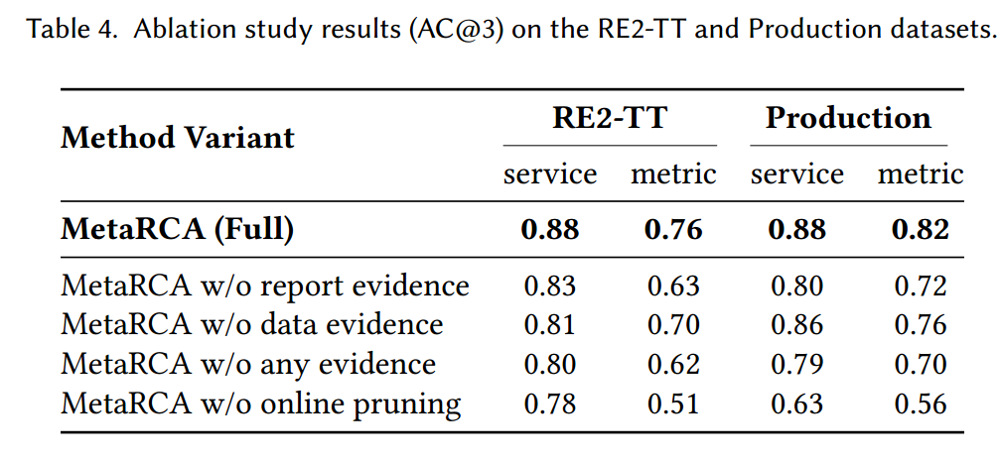 Table 4. Ablation study results (AC@3) on the RE2-TT and Production datasets.
Method Variant RE2-TT Production
service metric service metric
MetaRCA (Full) 0.88 0.76 0.88 0.82
MetaRCA w/o report evidence 0.83 0.63 0.80 0.72
MetaRCA w/o data evidence 0.81 0.70 0.86 0.76
MetaRCA w/o any evidence 0.80 0.62 0.79 0.70
MetaRCA w/o online pruning 0.78 0.51 0.63 0.56